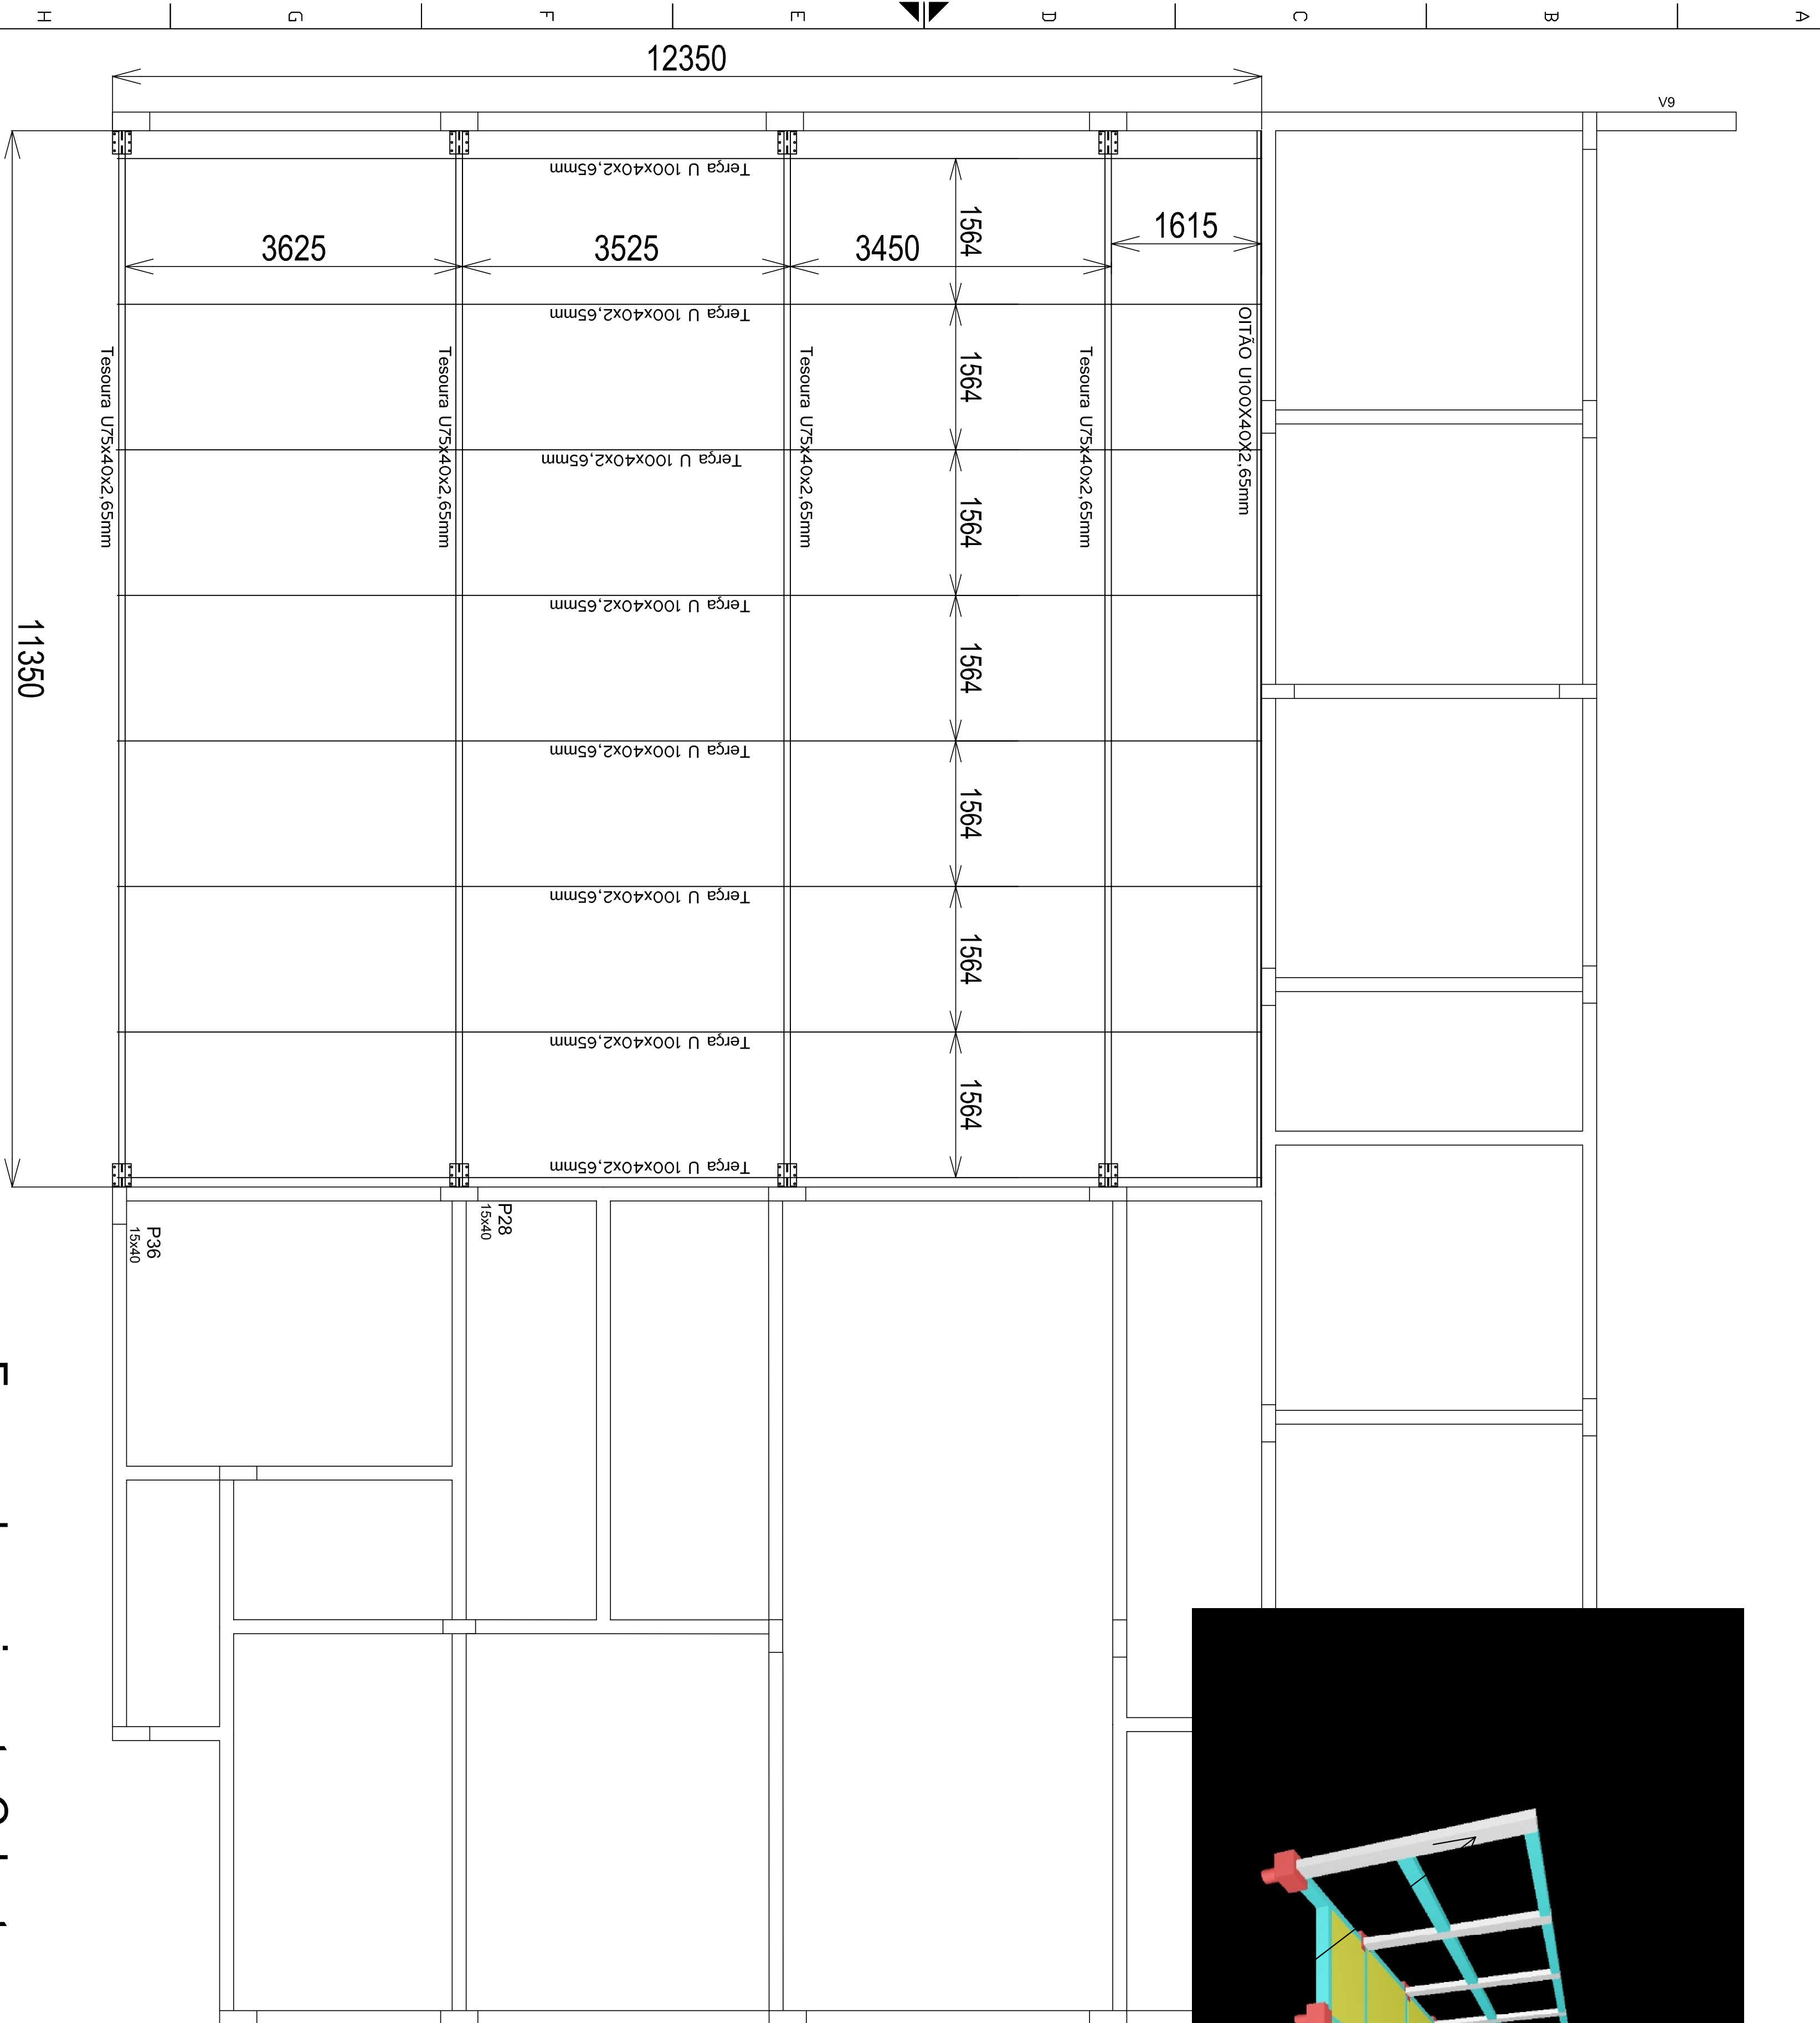 H G F E D C B A
12350
V9
Terça U 100x40x2,65mm
1564
1615
3625
3525
3450
Terça U 100x40x2,65mm
OITÃO U100X40X2,65mm
Tesoura U75x40x2,65mm
Tesoura U75x40x2,65mm
Tesoura U75x40x2,65mm
Tesoura U75x40x2,65mm
1564
Terça U 100x40x2,65mm
1564
Terça U 100x40x2,65mm
11350
1564
Terça U 100x40x2,65mm
1564
Terça U 100x40x2,65mm
1564
Terça U 100x40x2,65mm
1564
Terça U 100x40x2,65mm
P28
15x40
P36
15x40